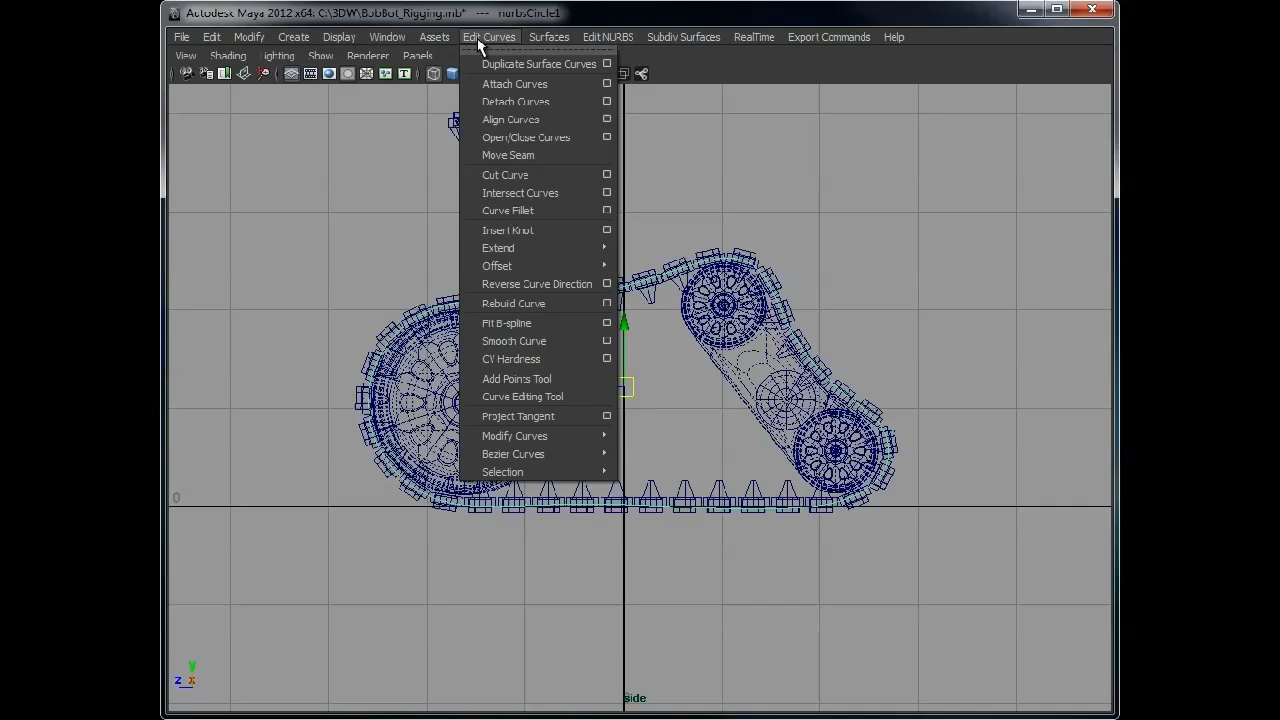 Autodesk Maya 2012 x64: C:\3DW\BobBot_Rigging.mb* --- nurbsCircle1
File Edit Modify Create Display Window Assets Edit Curves Surfaces Edit NURBS Subdiv Surfaces RealTime Export Commands Help
View Shading Lighting Show Renderer Panels
Duplicate Surface Curves
Attach Curves
Detach Curves
Align Curves
Open/Close Curves
Move Seam
Cut Curve
Intersect Curves
Curve Fillet
Insert Knot
Extend
Offset
Reverse Curve Direction
Rebuild Curve
Fit B-spline
Smooth Curve
CV Hardness
Add Points Tool
Curve Editing Tool
Project Tangent
Modify Curves
Bezier Curves
Selection
0
y
z x
side